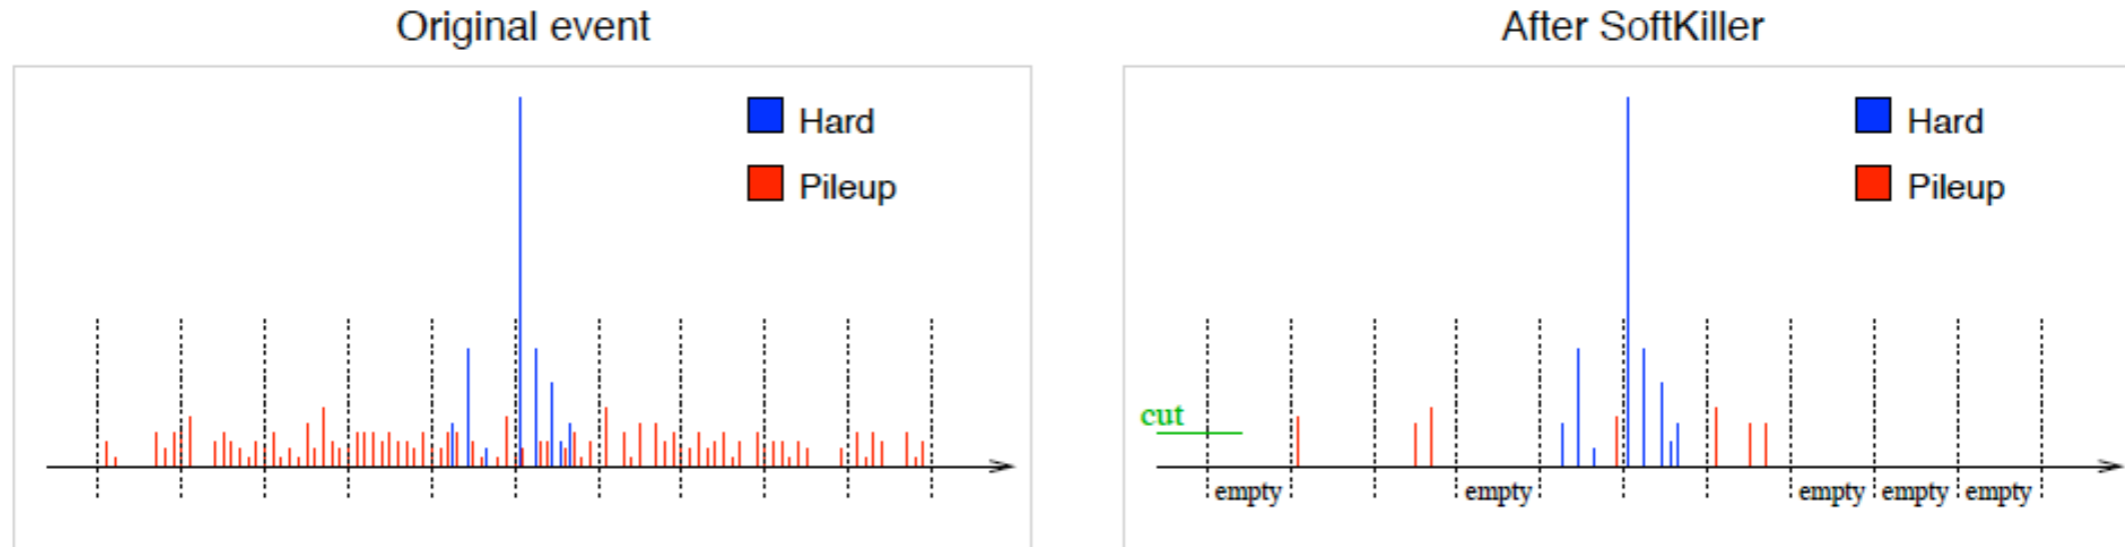 Original event
Hard
Pileup
After SoftKiller
Hard
Pileup
cut
empty
empty
empty
empty
empty